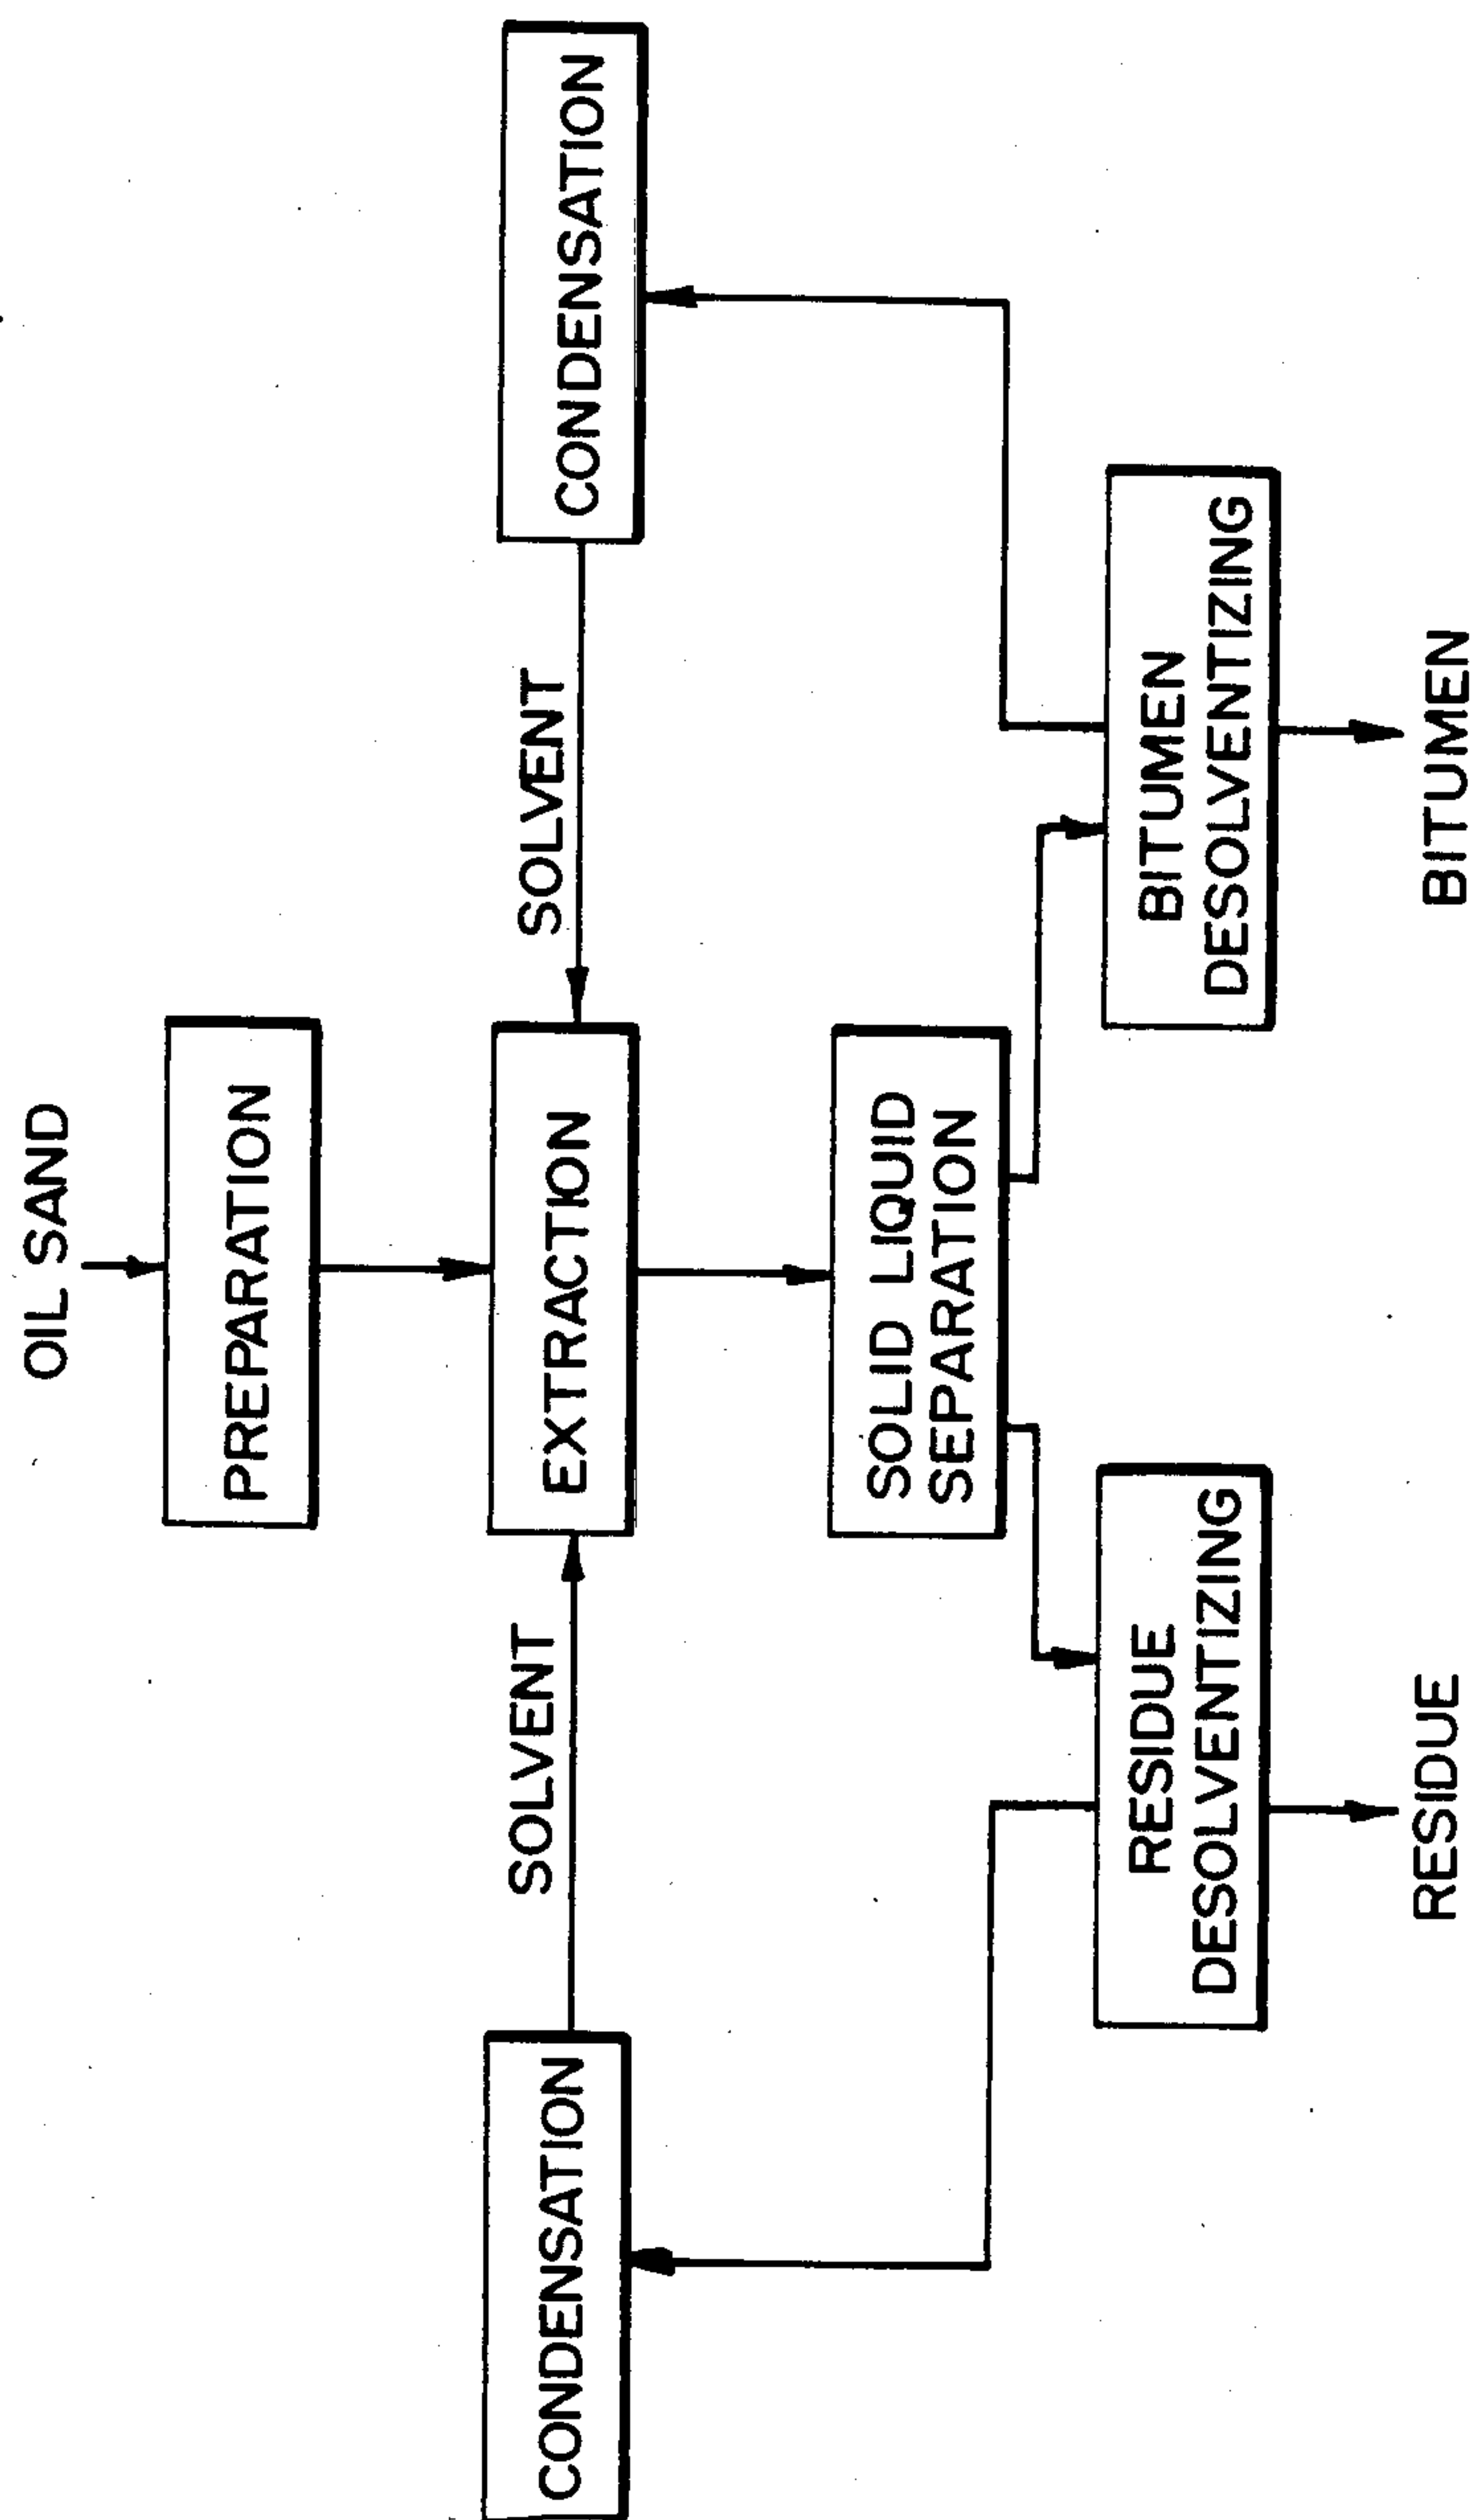 OIL SAND
PREPARATION
CONDENSATION
SOLVENT
EXTRACTION
SOLVENT
CONDENSATION
SOLID LIQUID
SEPARATION
RESIDUE
DESOLVENTIZING
BITUMEN
DESOLVENTIZING
RESIDUE
BITUMEN